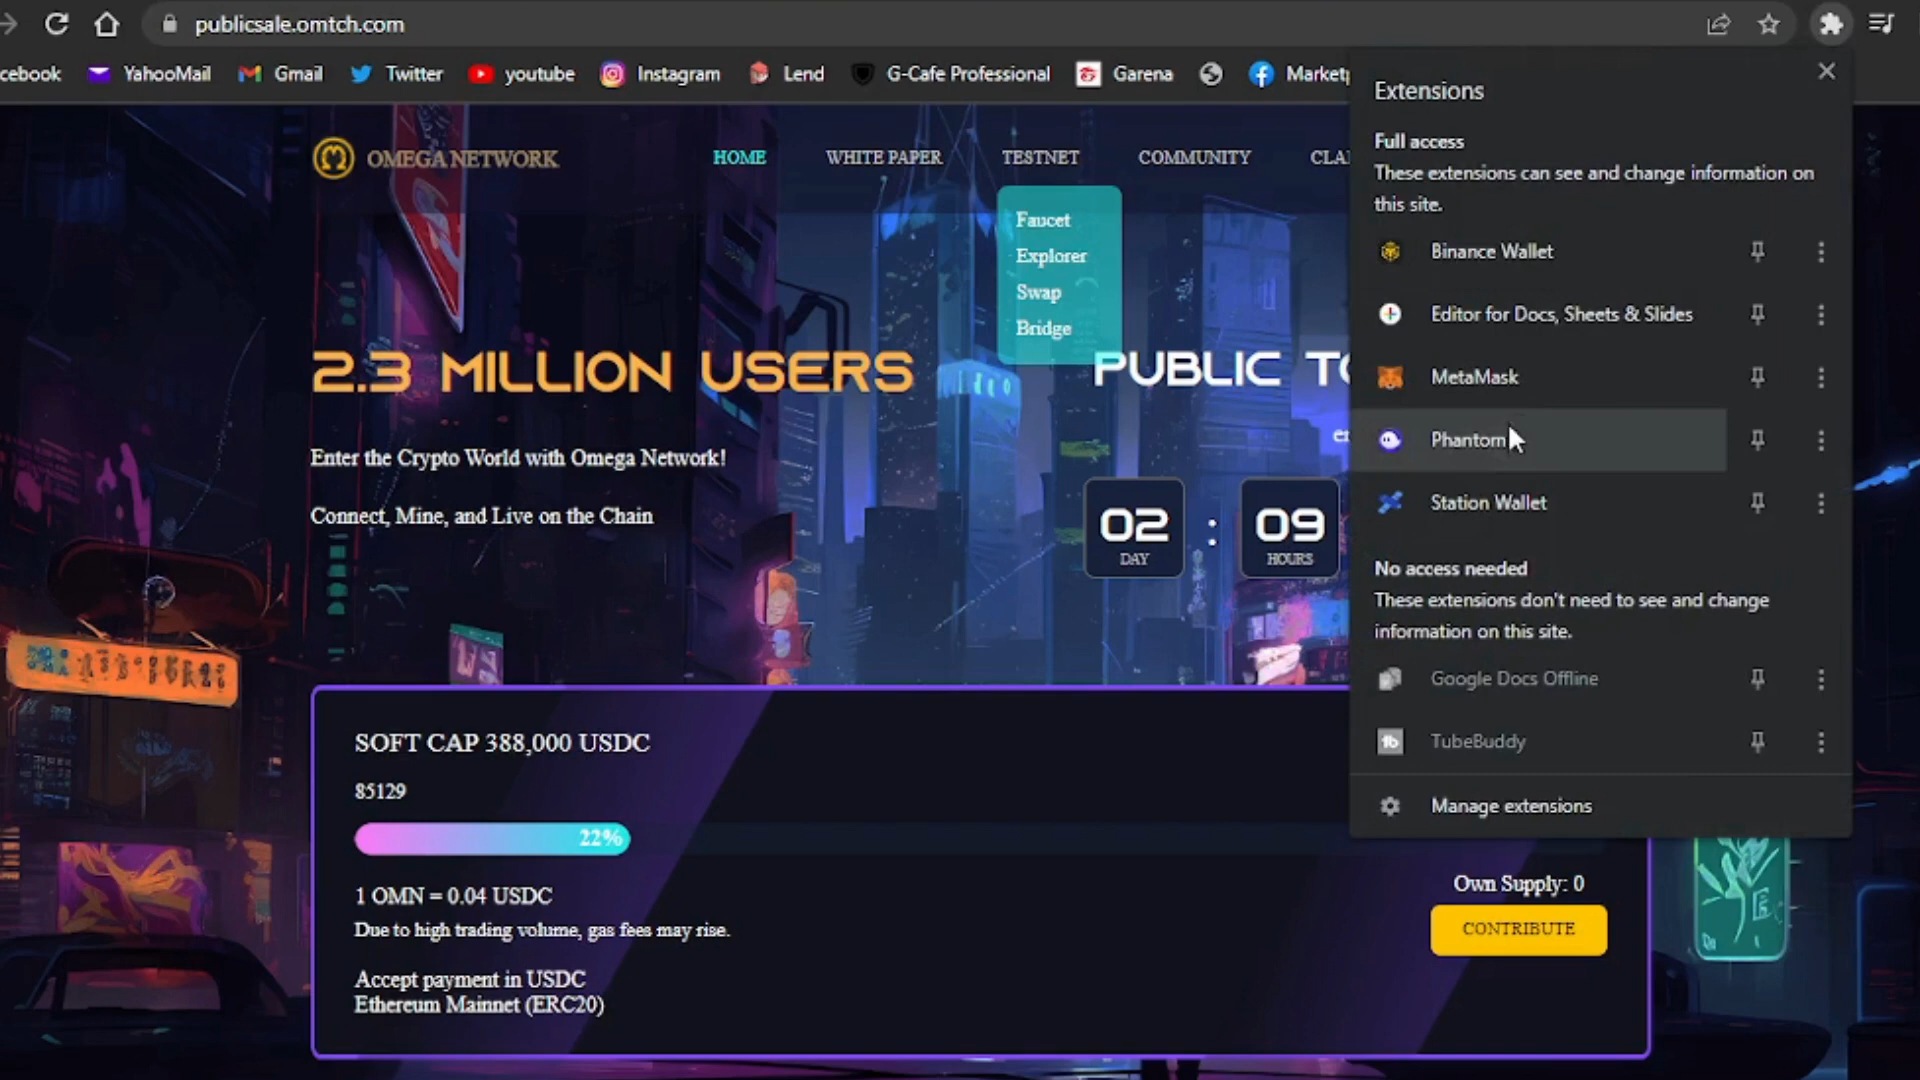 publicsale.omtch.com
cebook YahooMail Gmail Twitter youtube Instagram Lend G-Cafe Professional Garena Marketp
OMEGA NETWORK
HOME WHITE PAPER TESTNET COMMUNITY CLAI
Faucet
Explorer
Swap
Bridge
2.3 MILLION USERS
Enter the Crypto World with Omega Network!
Connect, Mine, and Live on the Chain
PUBLIC TO
02 : 09
DAY HOURS
SOFT CAP 388,000 USDC
85129
22%
1 OMN = 0.04 USDC
Due to high trading volume, gas fees may rise.
Accept payment in USDC
Ethereum Mainnet (ERC20)
Own Supply: 0
CONTRIBUTE
Extensions
Full access
These extensions can see and change information on
this site.
Binance Wallet
Editor for Docs, Sheets & Slides
MetaMask
Phantom
Station Wallet
No access needed
These extensions don't need to see and change
information on this site.
Google Docs Offline
tb TubeBuddy
Manage extensions